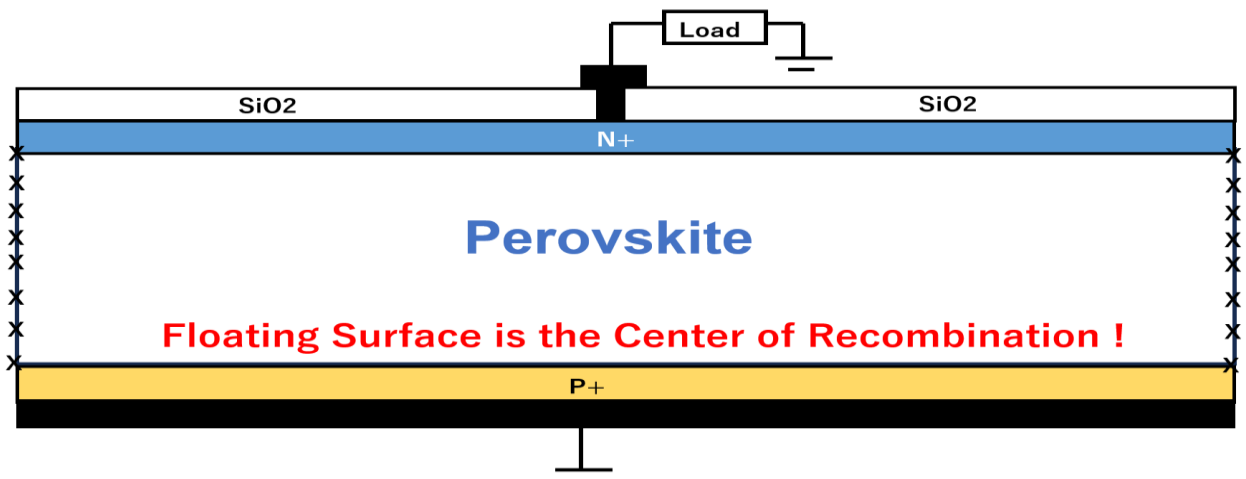 Load
SiO2
SiO2
N+
Perovskite
Floating Surface is the Center of Recombination !
P+